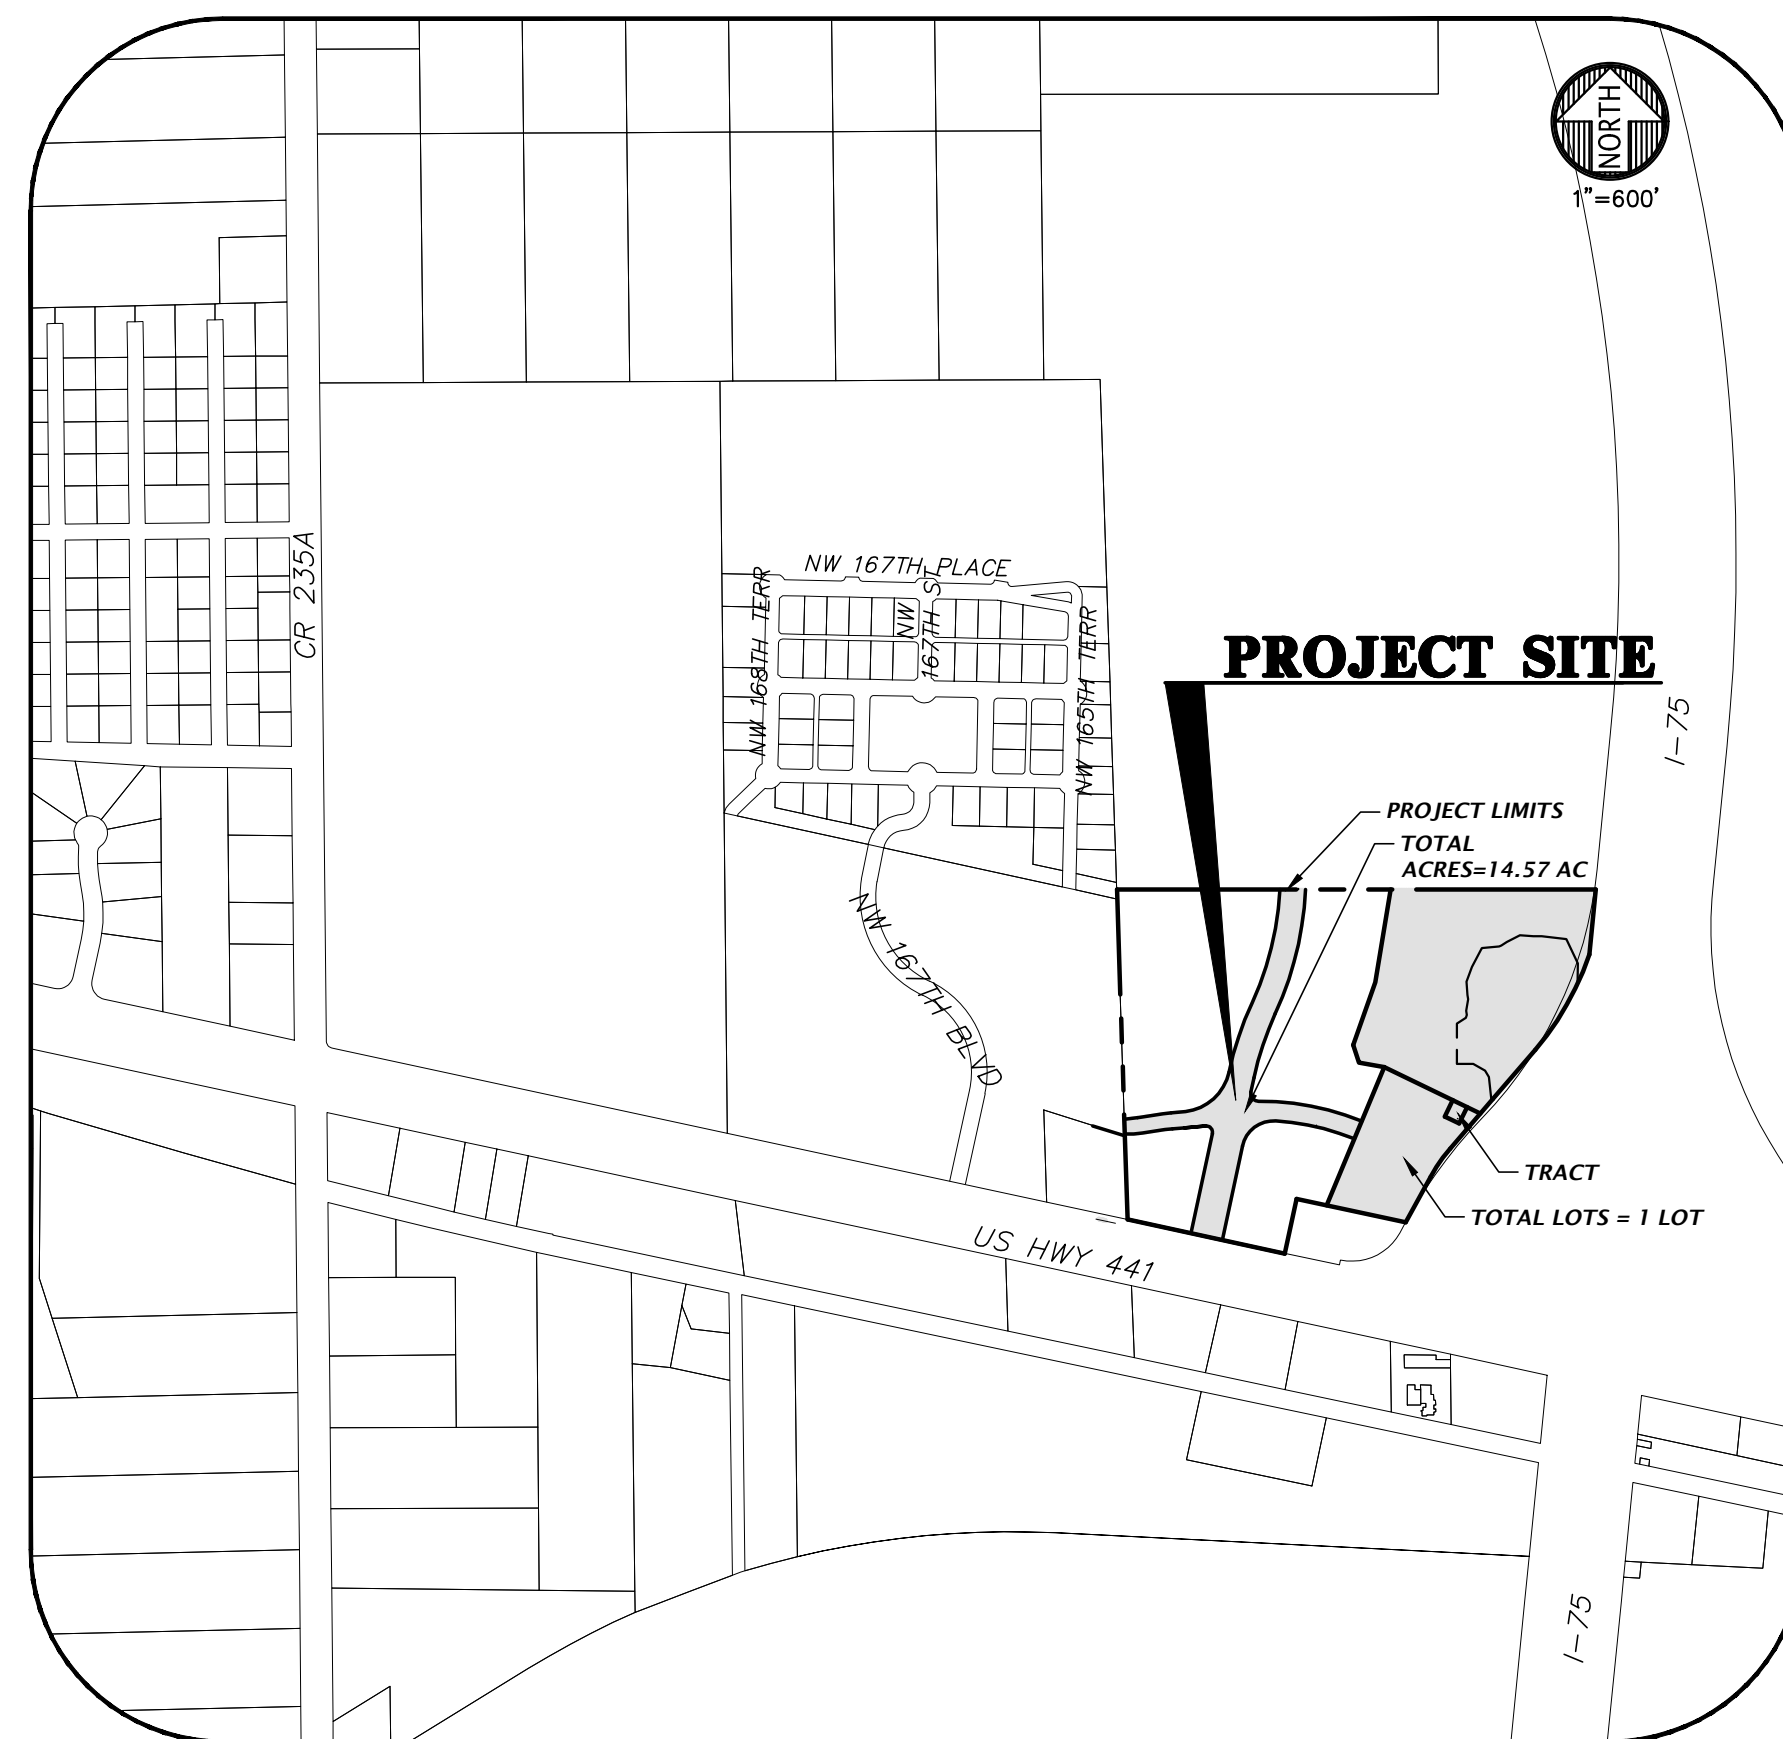 NORTH
1"=600'
CR 235A
NW 167TH PLACE
NW 168TH TERR
NW
167TH ST
NW 165TH TERR
PROJECT SITE
I-75
PROJECT LIMITS
TOTAL
ACRES=14.57 AC
NW 167TH BLVD
TRACT
TOTAL LOTS = 1 LOT
US HWY 441
I-75